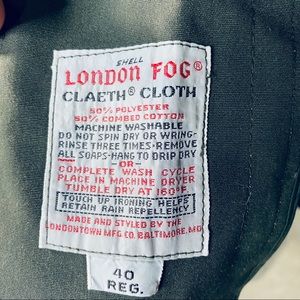 SHELL
LONDON FOG®
CLAETH® CLOTH
50% POLYESTER
50% COMBED COTTON
MACHINE WASHABLE
DO NOT SPIN DRY OR WRING-
RINSE THREE TIMES-REMOVE
ALL SOAPS-HANG TO DRIP DRY
-OR-
COMPLETE WASH CYCLE
PLACE IN MACHINE DRYER
TUMBLE DRY AT 160°F.
TOUCH UP IRONING HELPS
RETAIN RAIN REPELLENCY
MADE AND STYLED BY THE
LONDONTOWN MFG CO. BALTIMORE, MD
40
REG.